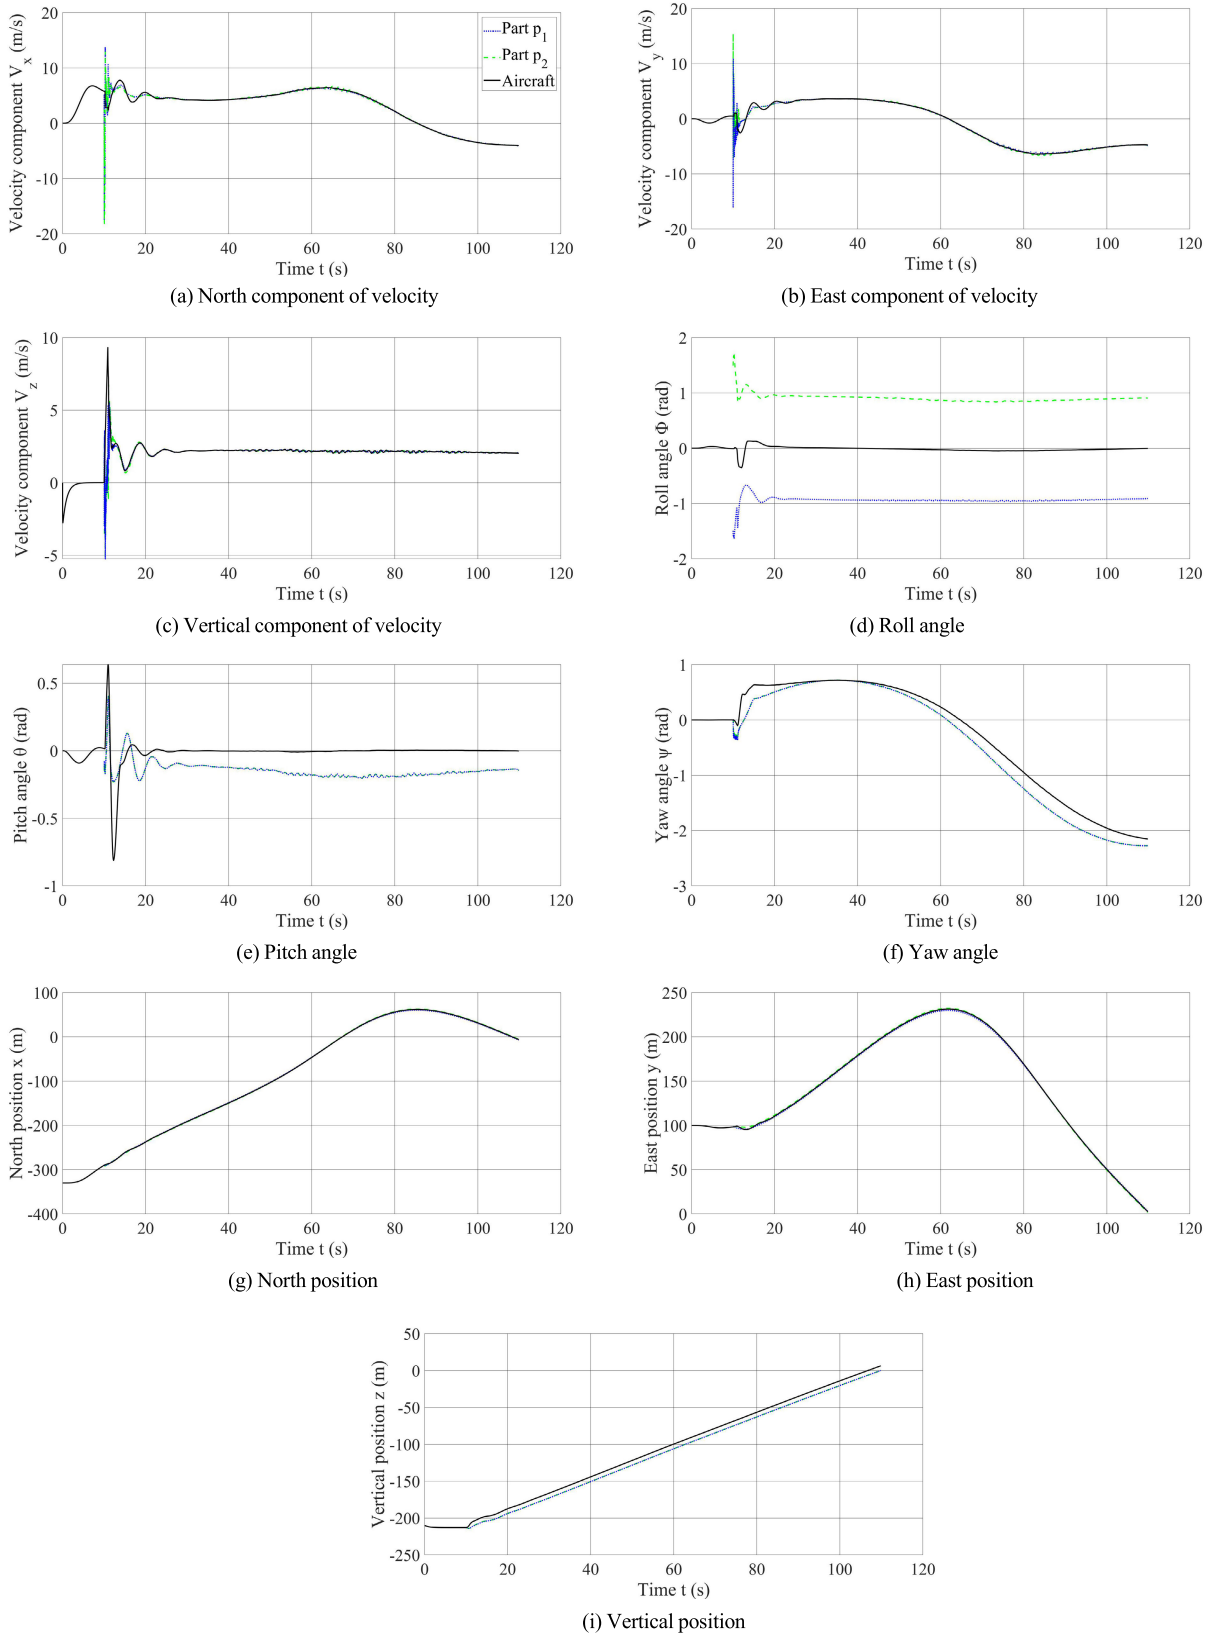 Velocity component V_x (m/s)
20
10
0
-10
-20
0 20 40 60 80 100 120
Time t (s)
Part p_1
Part p_2
Aircraft
(a) North component of velocity
Velocity component V_y (m/s)
20
10
0
-10
-20
0 20 40 60 80 100 120
Time t (s)
(b) East component of velocity
Velocity component V_z (m/s)
10
5
0
-5
0 20 40 60 80 100 120
Time t (s)
(c) Vertical component of velocity
Roll angle Φ (rad)
2
1
0
-1
-2
0 20 40 60 80 100 120
Time t (s)
(d) Roll angle
Pitch angle θ (rad)
0.5
0
-0.5
-1
0 20 40 60 80 100 120
Time t (s)
(e) Pitch angle
Yaw angle ψ (rad)
1
0
-1
-2
-3
0 20 40 60 80 100 120
Time t (s)
(f) Yaw angle
North position x (m)
100
0
-100
-200
-300
-400
0 20 40 60 80 100 120
Time t (s)
(g) North position
East position y (m)
250
200
150
100
50
0
0 20 40 60 80 100 120
Time t (s)
(h) East position
Vertical position z (m)
50
0
-50
-100
-150
-200
-250
0 20 40 60 80 100 120
Time t (s)
(i) Vertical position